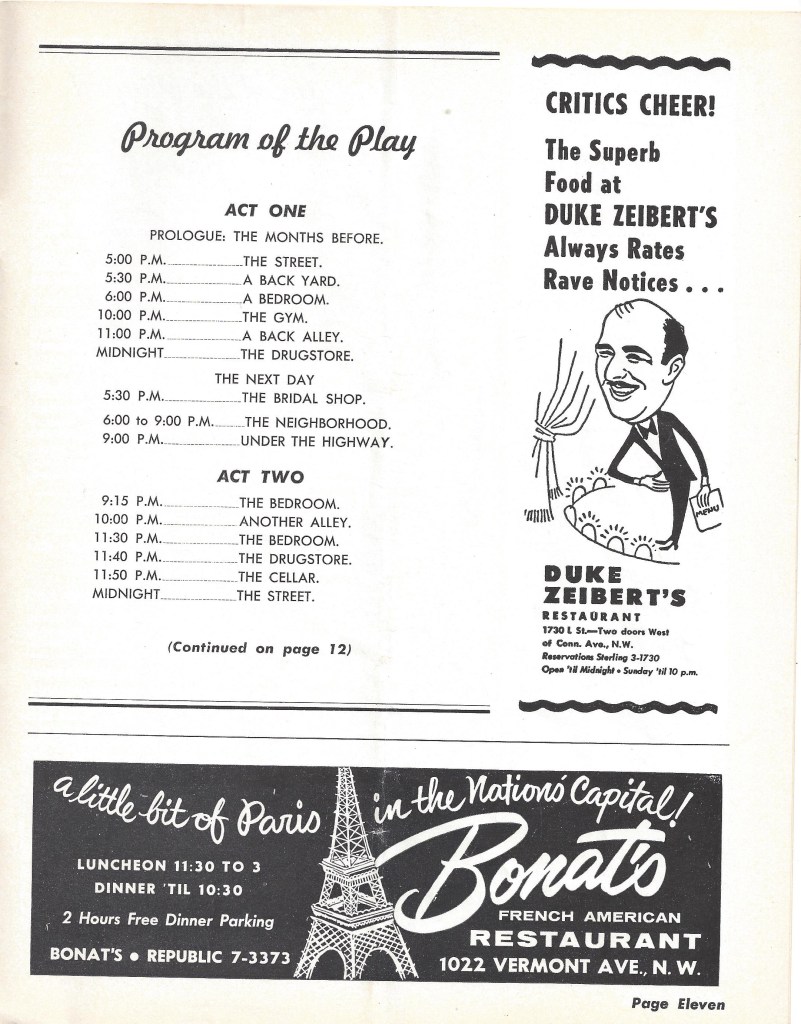 Program of the Play
ACT ONE
PROLOGUE: THE MONTHS BEFORE.
5:00 P.M. THE STREET.
5:30 P.M. A BACK YARD.
6:00 P.M. A BEDROOM.
10:00 P.M. THE GYM.
11:00 P.M. A BACK ALLEY.
MIDNIGHT THE DRUGSTORE.
THE NEXT DAY
5:30 P.M. THE BRIDAL SHOP.
6:00 to 9:00 P.M. THE NEIGHBORHOOD.
9:00 P.M. UNDER THE HIGHWAY.
ACT TWO
9:15 P.M. THE BEDROOM.
10:00 P.M. ANOTHER ALLEY.
11:30 P.M. THE BEDROOM.
11:40 P.M. THE DRUGSTORE.
11:50 P.M. THE CELLAR.
MIDNIGHT THE STREET.
(Continued on page 12)
CRITICS CHEER!
The Superb
Food at
DUKE ZEIBERT'S
Always Rates
Rave Notices . . .
MENU
DUKE
ZEIBERT'S
RESTAURANT
1730 L St.—Two doors West
of Conn. Ave., N.W.
Reservations Sterling 3-1730
Open 'til Midnight • Sunday 'til 10 p.m.
a little bit of Paris in the Nations' Capital!
LUNCHEON 11:30 TO 3
DINNER 'TIL 10:30
2 Hours Free Dinner Parking
BONAT'S ● REPUBLIC 7-3373
Bonat's
FRENCH AMERICAN
RESTAURANT
1022 VERMONT AVE., N. W.
Page Eleven